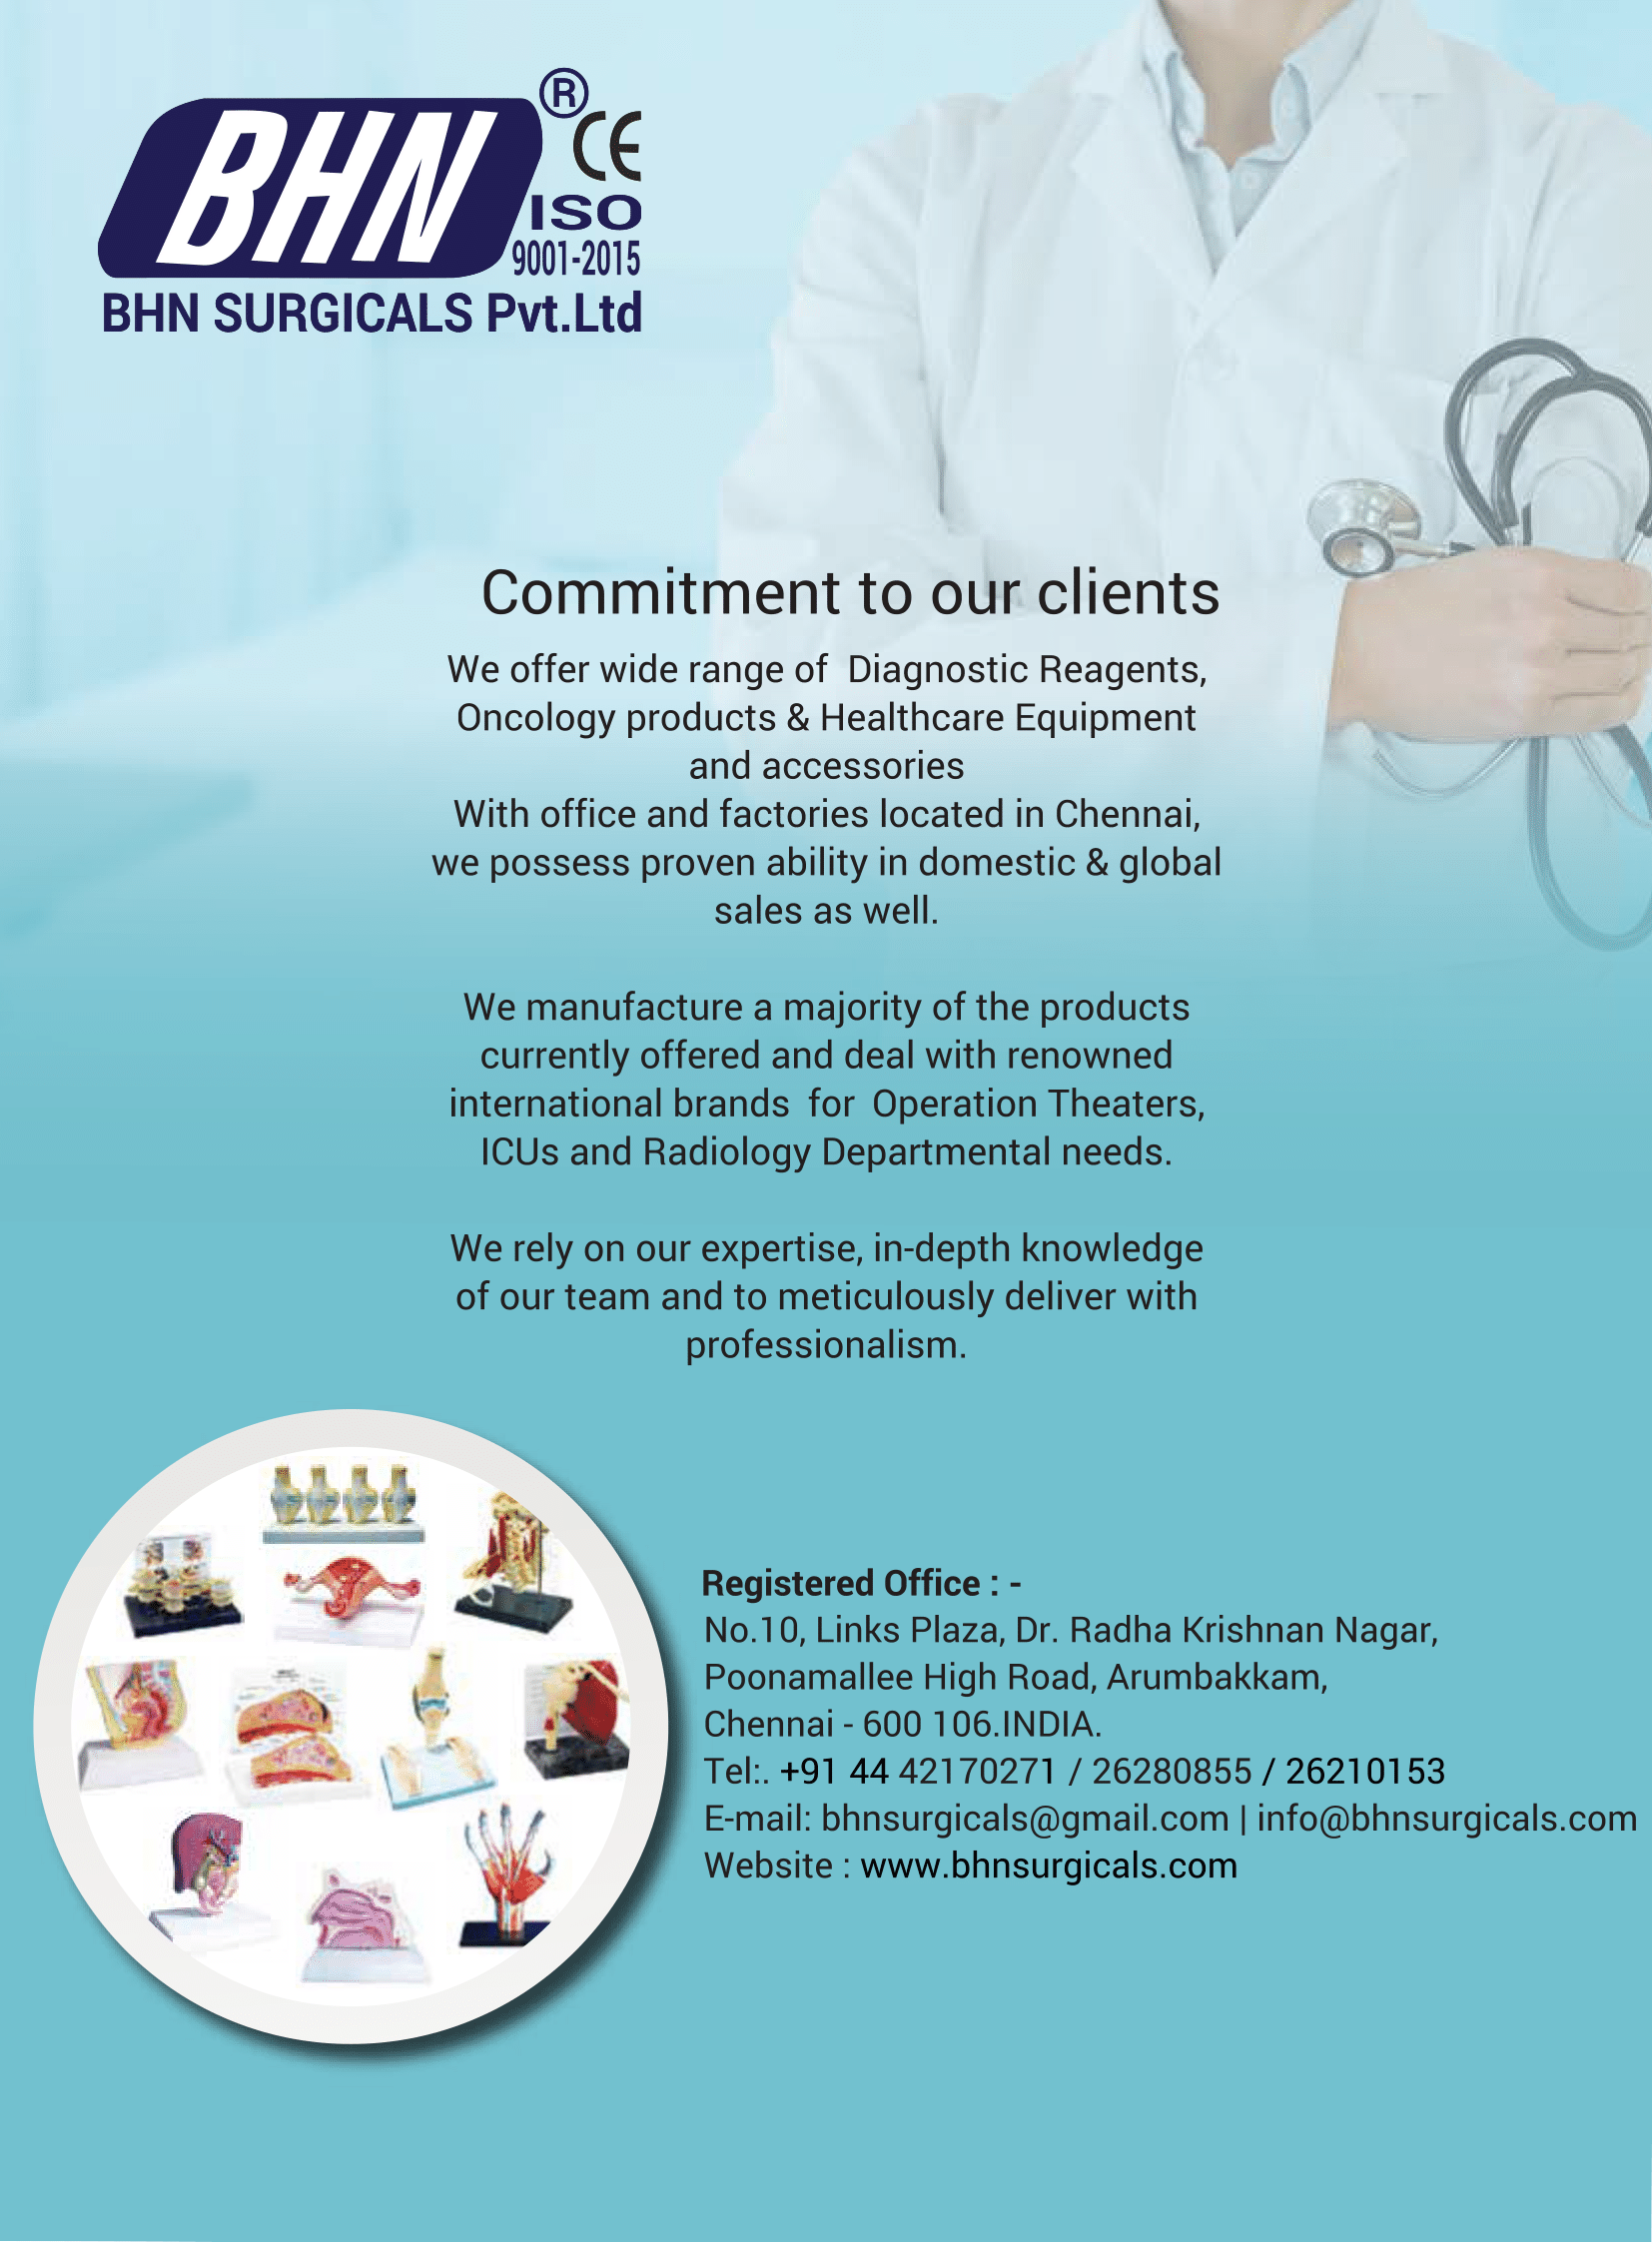 BHN
®
CE
ISO
9001-2015
BHN SURGICALS Pvt.Ltd
Commitment to our clients
We offer wide range of Diagnostic Reagents,
Oncology products & Healthcare Equipment
and accessories
With office and factories located in Chennai,
we possess proven ability in domestic & global
sales as well.
We manufacture a majority of the products
currently offered and deal with renowned
international brands for Operation Theaters,
ICUs and Radiology Departmental needs.
We rely on our expertise, in-depth knowledge
of our team and to meticulously deliver with
professionalism.
Registered Office : -
No.10, Links Plaza, Dr. Radha Krishnan Nagar,
Poonamallee High Road, Arumbakkam,
Chennai - 600 106.INDIA.
Tel:. +91 44 42170271 / 26280855 / 26210153
E-mail: bhnsurgicals@gmail.com | info@bhnsurgicals.com
Website : www.bhnsurgicals.com